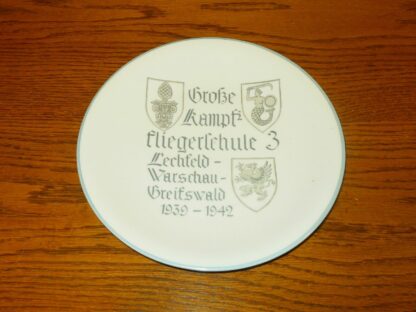 Große
Kampf=
fliegerschule 3
Lechfeld-
Warschau-
Greifswald
1939 - 1942